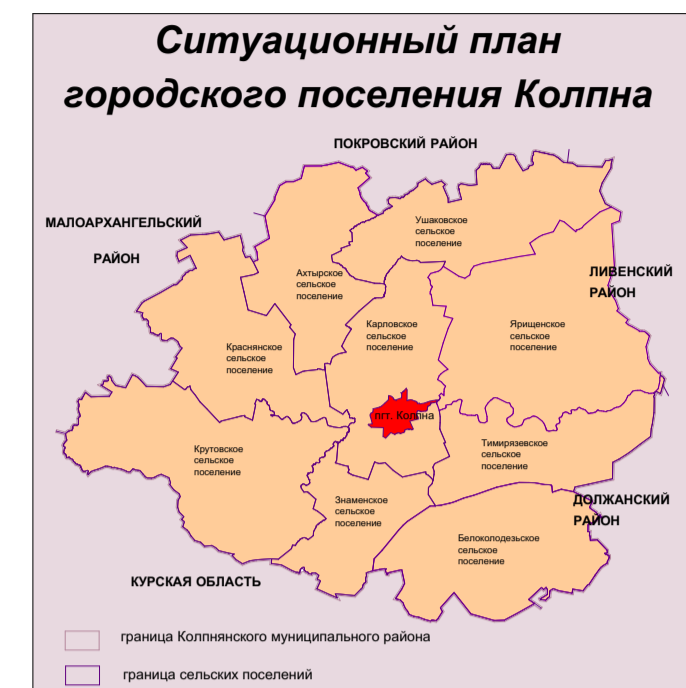 Ситуационный план
городского поселения Колпна
ПОКРОВСКИЙ РАЙОН
МАЛОАРХАНГЕЛЬСКИЙ
РАЙОН
Ушаковское
сельское
поселение
Ахтырское
сельское
поселение
ЛИВЕНСКИЙ
РАЙОН
Карловское
сельское
поселение
Ярищенское
сельское
поселение
Краснянское
сельское
поселение
пгт. Колпна
Крутовское
сельское
поселение
Тимирязевское
сельское
поселение
Знаменское
сельское
поселение
ДОЛЖАНСКИЙ
РАЙОН
Белоколодезьское
сельское
поселение
КУРСКАЯ ОБЛАСТЬ
граница Колпнянского муниципального района
граница сельских поселений